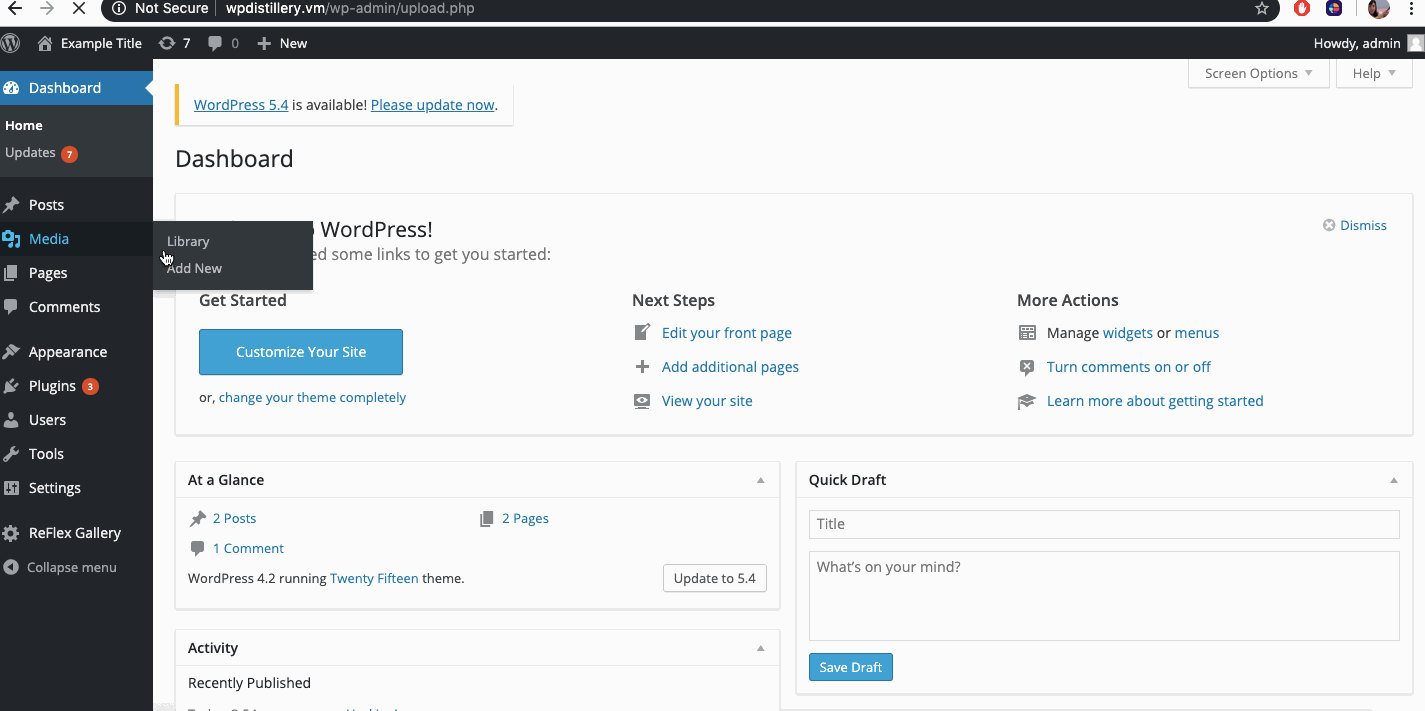 Not Secure wpdistillery.vm/wp-admin/upload.php
Example Title 7 0 New Howdy, admin
Dashboard
Home
Updates 7
Posts
Media
Library
Add New
Pages
Comments
Appearance
Plugins 3
Users
Tools
Settings
ReFlex Gallery
Collapse menu
Screen Options Help
WordPress 5.4 is available! Please update now.
Dashboard
WordPress!
some links to get you started:
Dismiss
Get Started
Customize Your Site
or, change your theme completely
Next Steps
Edit your front page
Add additional pages
View your site
More Actions
Manage widgets or menus
Turn comments on or off
Learn more about getting started
At a Glance
2 Posts 2 Pages
1 Comment
WordPress 4.2 running Twenty Fifteen theme. Update to 5.4
Activity
Recently Published
Quick Draft
Title
What's on your mind?
Save Draft